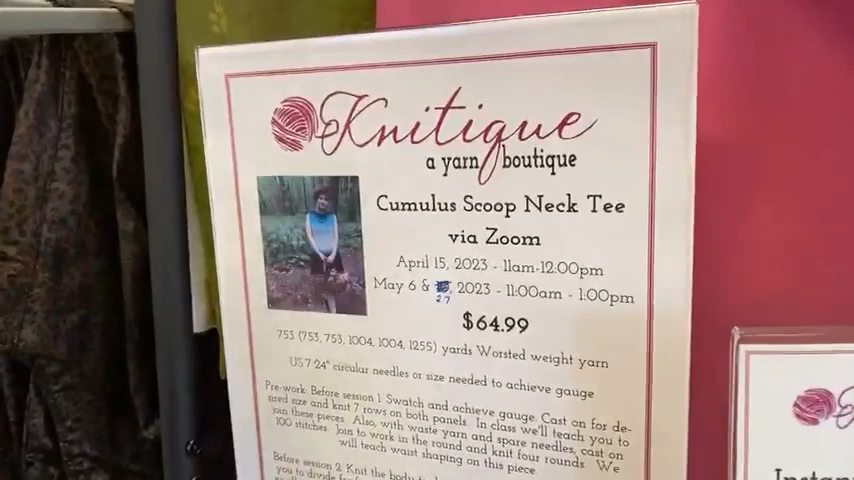 Knitique
a yarn boutique
Cumulus Scoop Neck Tee
via Zoom
April 15, 2023 - 11am-12:00pm
May 6 & 27, 2023 - 11:00am - 1:00pm
$64.99
753 (753, 753, 1004, 1004, 1255) yards Worsted weight yarn
US 7 24" circular needles or size needed to achieve gauge
Pre-work: Before session 1: Swatch and achieve gauge. Cast on for de-
sired size and knit 7 rows on both panels. In class we'll teach you to
join these pieces. Also, with waste yarn and spare needles, cast on
100 stitches. Join to work in the round and knit four rounds. We
will teach waist shaping on this piece.
Before session 2: Knit the body
you to divide
Instant